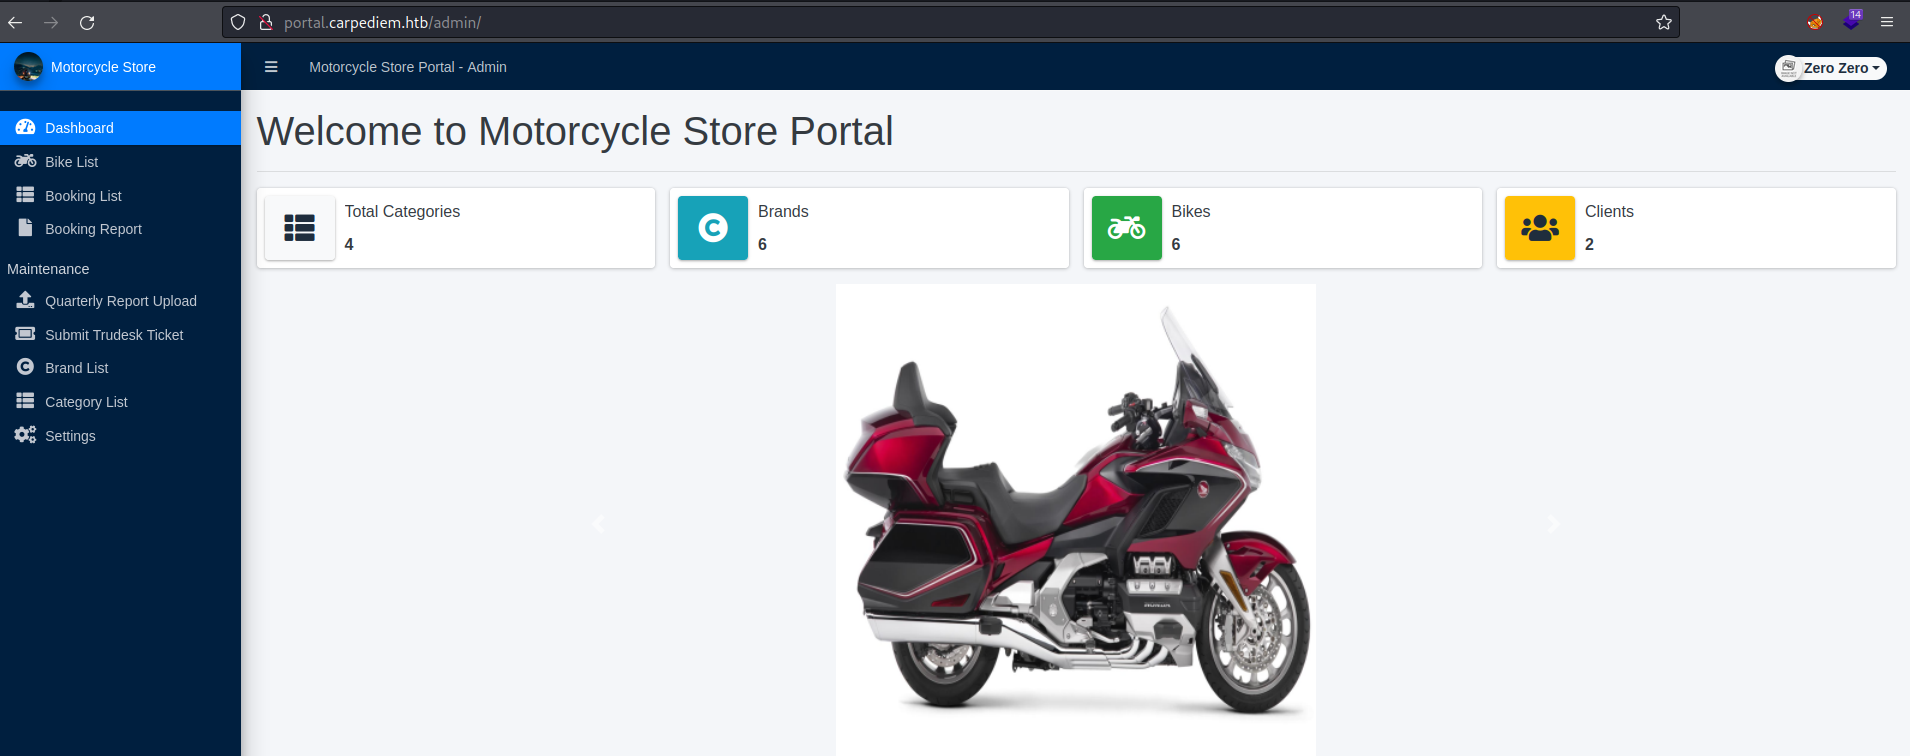 portal.carpediem.htb/admin/
14
Motorcycle Store
Motorcycle Store Portal - Admin
Zero Zero
Dashboard
Bike List
Booking List
Booking Report
Maintenance
Quarterly Report Upload
Submit Trudesk Ticket
Brand List
Category List
Settings
Welcome to Motorcycle Store Portal
Total Categories
4
Brands
6
Bikes
6
Clients
2